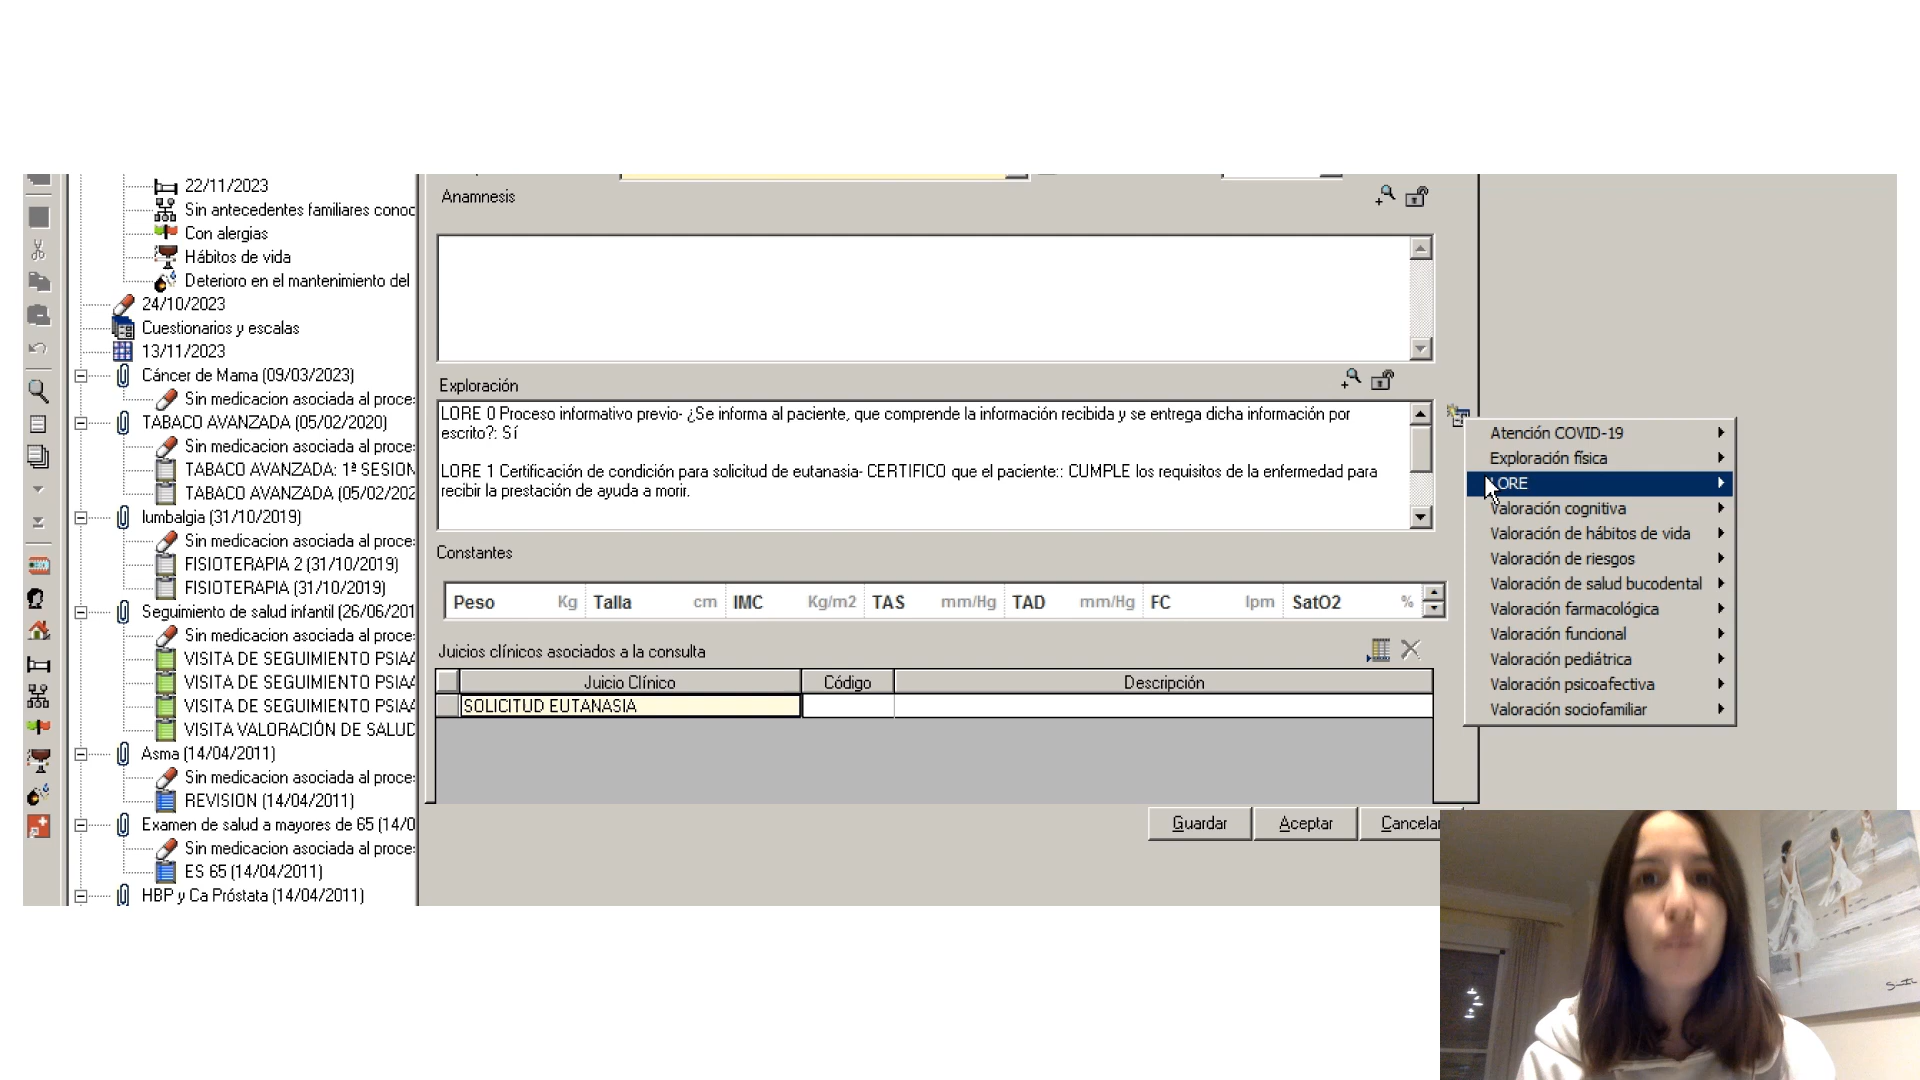 22/11/2023
Sin antecedentes familiares conoc
Con alergias
Hábitos de vida
Deterioro en el mantenimiento del
24/10/2023
Cuestionarios y escalas
13/11/2023
Cáncer de Mama (09/03/2023)
Sin medicacion asociada al proce
TABACO AVANZADA (05/02/2020)
Sin medicacion asociada al proce
TABACO AVANZADA: 1ª SESION
TABACO AVANZADA (05/02/202
lumbalgia (31/10/2019)
Sin medicacion asociada al proce
FISIOTERAPIA 2 (31/10/2019)
FISIOTERAPIA (31/10/2019)
Seguimiento de salud infantil (26/06/201
Sin medicacion asociada al proce
VISITA DE SEGUIMIENTO PSIAA
VISITA DE SEGUIMIENTO PSIAA
VISITA DE SEGUIMIENTO PSIAA
VISITA VALORACIÓN DE SALUD
Asma (14/04/2011)
Sin medicacion asociada al proce
REVISION (14/04/2011)
Examen de salud a mayores de 65 (14/0
Sin medicacion asociada al proce
ES 65 (14/04/2011)
HBP y Ca Próstata (14/04/2011)
Anamnesis
Exploración
LORE 0 Proceso informativo previo- ¿Se informa al paciente, que comprende la información recibida y se entrega dicha información por
escrito?: Sí
LORE 1 Certificación de condición para solicitud de eutanasia- CERTIFICO que el paciente:: CUMPLE los requisitos de la enfermedad para
recibir la prestación de ayuda a morir.
Constantes
Peso Kg Talla cm IMC Kg/m2 TAS mm/Hg TAD mm/Hg FC lpm SatO2 %
Juicios clínicos asociados a la consulta
Juicio Clínico Código Descripción
SOLICITUD EUTANASIA
Guardar Aceptar Cancelar
Atención COVID-19
Exploración física
LORE
Valoración cognitiva
Valoración de hábitos de vida
Valoración de riesgos
Valoración de salud bucodental
Valoración farmacológica
Valoración funcional
Valoración pediátrica
Valoración psicoafectiva
Valoración sociofamiliar